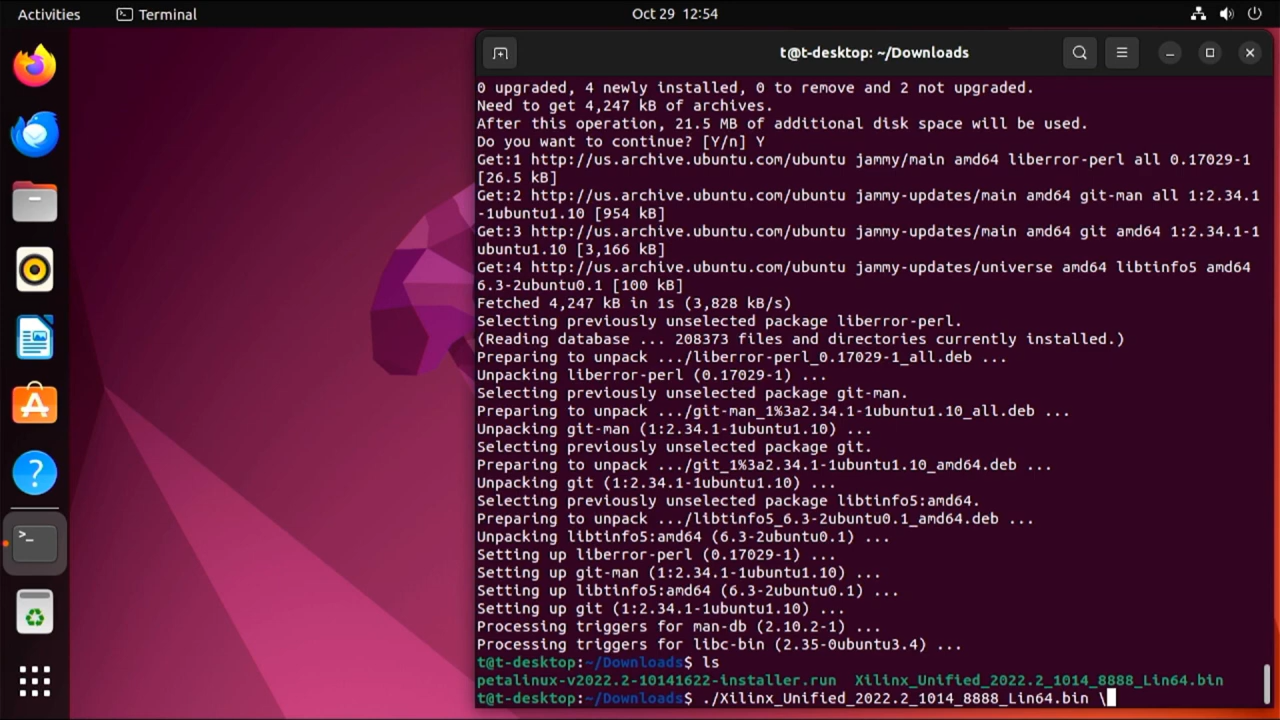 Activities
Terminal
Oct 29 12:54
t@t-desktop: ~/Downloads
0 upgraded, 4 newly installed, 0 to remove and 2 not upgraded.
Need to get 4,247 kB of archives.
After this operation, 21.5 MB of additional disk space will be used.
Do you want to continue? [Y/n] Y
Get:1 http://us.archive.ubuntu.com/ubuntu jammy/main amd64 liberror-perl all 0.17029-1
[26.5 kB]
Get:2 http://us.archive.ubuntu.com/ubuntu jammy-updates/main amd64 git-man all 1:2.34.1
-1ubuntu1.10 [954 kB]
Get:3 http://us.archive.ubuntu.com/ubuntu jammy-updates/main amd64 git amd64 1:2.34.1-1
ubuntu1.10 [3,166 kB]
Get:4 http://us.archive.ubuntu.com/ubuntu jammy-updates/universe amd64 libtinfo5 amd64
6.3-2ubuntu0.1 [100 kB]
Fetched 4,247 kB in 1s (3,828 kB/s)
Selecting previously unselected package liberror-perl.
(Reading database ... 208373 files and directories currently installed.)
Preparing to unpack .../liberror-perl_0.17029-1_all.deb ...
Unpacking liberror-perl (0.17029-1) ...
Selecting previously unselected package git-man.
Preparing to unpack .../git-man_1%3a2.34.1-1ubuntu1.10_all.deb ...
Unpacking git-man (1:2.34.1-1ubuntu1.10) ...
Selecting previously unselected package git.
Preparing to unpack .../git_1%3a2.34.1-1ubuntu1.10_amd64.deb ...
Unpacking git (1:2.34.1-1ubuntu1.10) ...
Selecting previously unselected package libtinfo5:amd64.
Preparing to unpack .../libtinfo5_6.3-2ubuntu0.1_amd64.deb ...
Unpacking libtinfo5:amd64 (6.3-2ubuntu0.1) ...
Setting up liberror-perl (0.17029-1) ...
Setting up git-man (1:2.34.1-1ubuntu1.10) ...
Setting up libtinfo5:amd64 (6.3-2ubuntu0.1) ...
Setting up git (1:2.34.1-1ubuntu1.10) ...
Processing triggers for man-db (2.10.2-1) ...
Processing triggers for libc-bin (2.35-0ubuntu3.4) ...
t@t-desktop:~/Downloads$ ls
petalinux-v2022.2-10141622-installer.run  Xilinx_Unified_2022.2_1014_8888_Lin64.bin
t@t-desktop:~/Downloads$ ./Xilinx_Unified_2022.2_1014_8888_Lin64.bin \